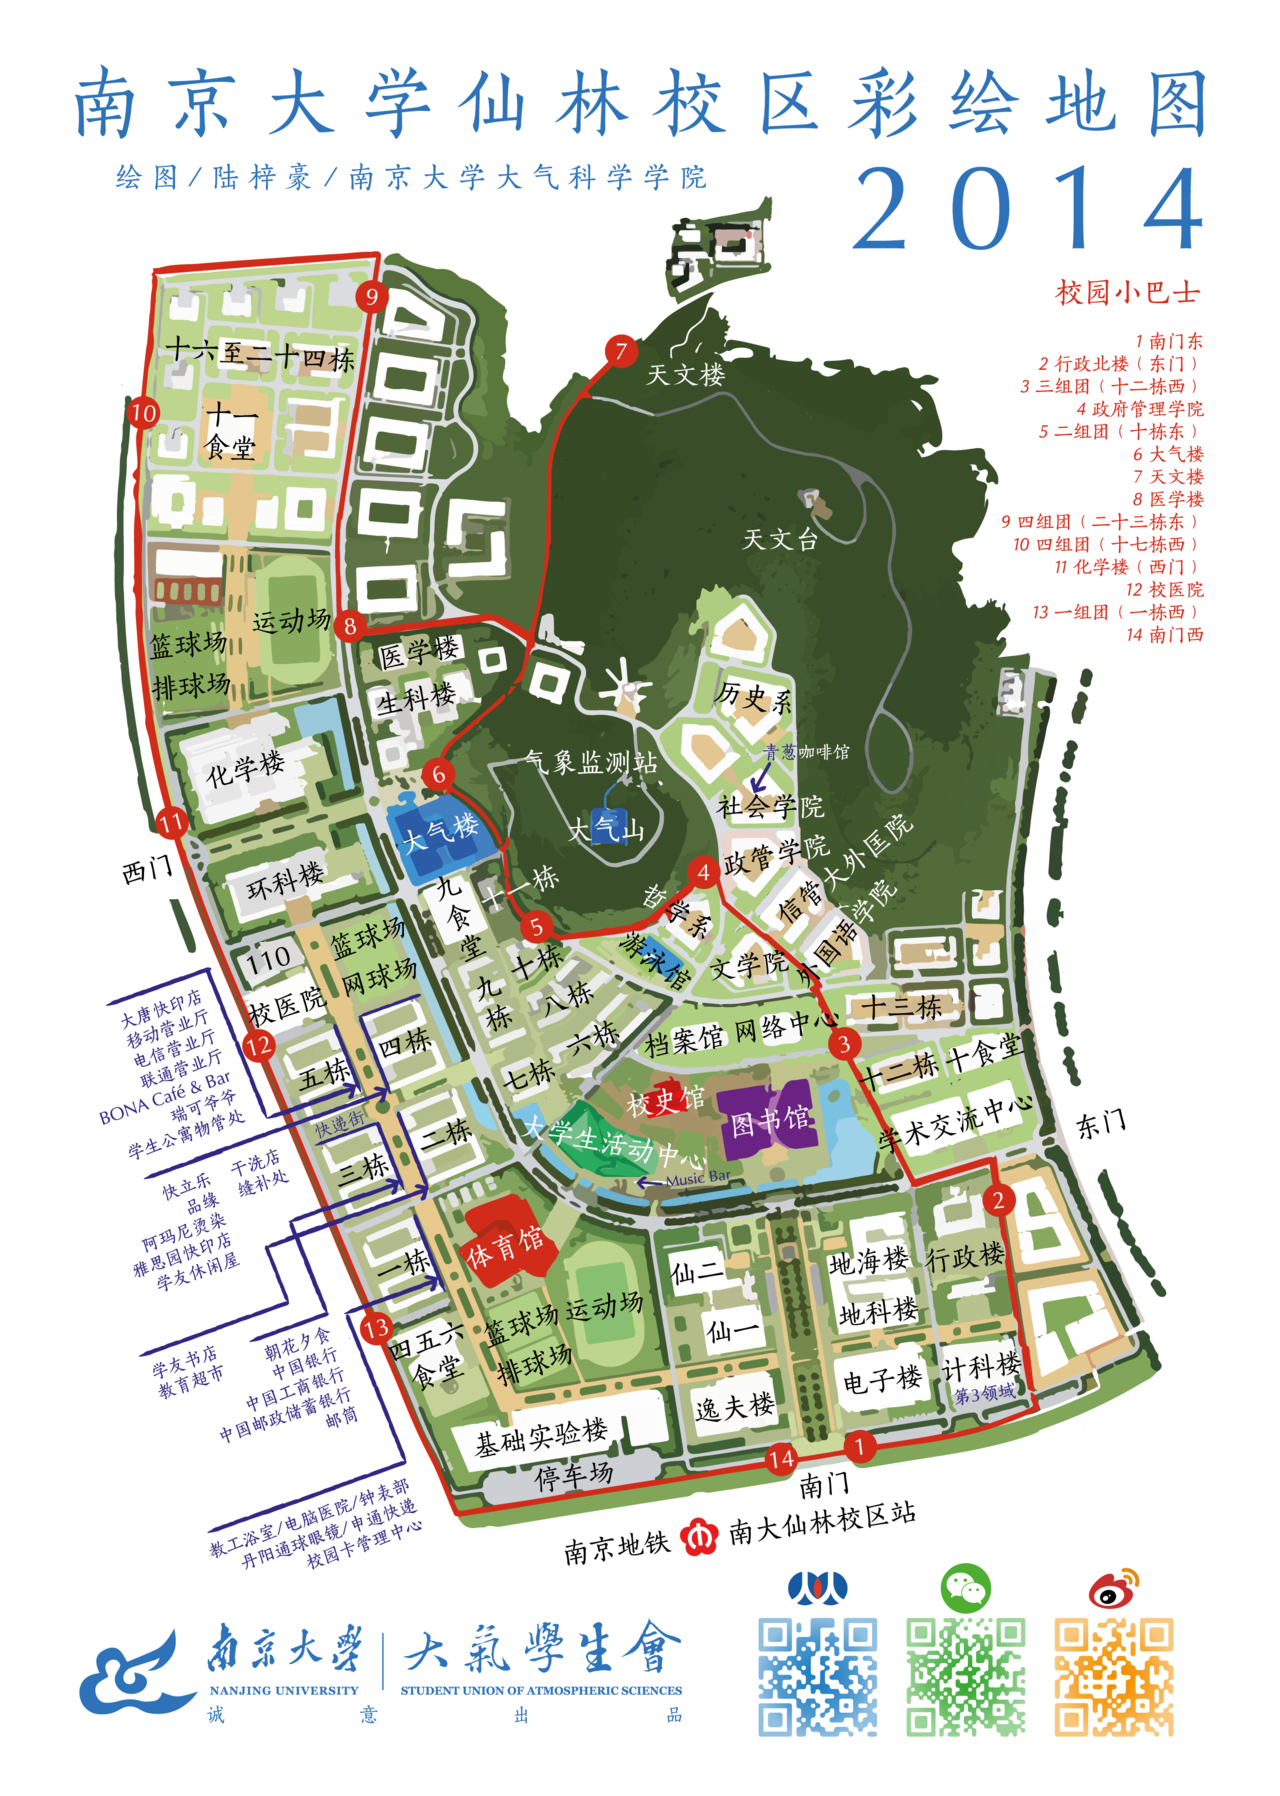 南京大学仙林校区彩绘地图
绘图/陆梓豪/南京大学大气科学学院
2014
校园小巴士
1 南门东
2 行政北楼（东门）
3 三组团（十二栋西）
4 政府管理学院
5 二组团（十栋东）
6 大气楼
7 天文楼
8 医学楼
9 四组团（二十三栋东）
10 四组团（十七栋西）
11 化学楼（西门）
12 校医院
13 一组团（一栋西）
14 南门西
9
7
天文楼
十六至二十四栋
10
十一
食堂
天文台
运动场
8
篮球场
排球场
医学楼
生科楼
历史系
青葱咖啡馆
化学楼
6
气象监测站
社会学院
11
大气楼
大气山
政管学院
西门
环科楼
九食堂
十一栋
4
哲学系
信管
大外匡院
外国语学院
5
篮球场
网球场
游泳馆
文学院
110
校医院
十栋
九栋
八栋
十三栋
12
四栋
六栋
档案馆
网络中心
3
五栋
七栋
十二栋
十食堂
校史馆
图书馆
学术交流中心
东门
快递街
二栋
大学生活动中心
三栋
Music Bar
2
大唐快印店
移动营业厅
电信营业厅
联通营业厅
BONA Café & Bar
瑞可爷爷
学生公寓物管处
快立乐
干洗店
品缘
缝补处
阿玛尼烫染
雅思园快印店
学友休闲屋
学友书店
教育超市
朝花夕食
中国银行
中国工商银行
中国邮政储蓄银行
邮筒
教工浴室/电脑医院/钟表部
丹阳通球眼镜/申通快递
校园卡管理中心
一栋
体育馆
仙二
地海楼
行政楼
13
四五六
食堂
篮球场
排球场
运动场
仙一
地科楼
逸夫楼
电子楼
计科楼
第3领域
基础实验楼
停车场
14
1
南门
南京地铁
南大仙林校区站
南京大學
大氣學生會
NANJING UNIVERSITY
STUDENT UNION OF ATMOSPHERIC SCIENCES
诚意出品